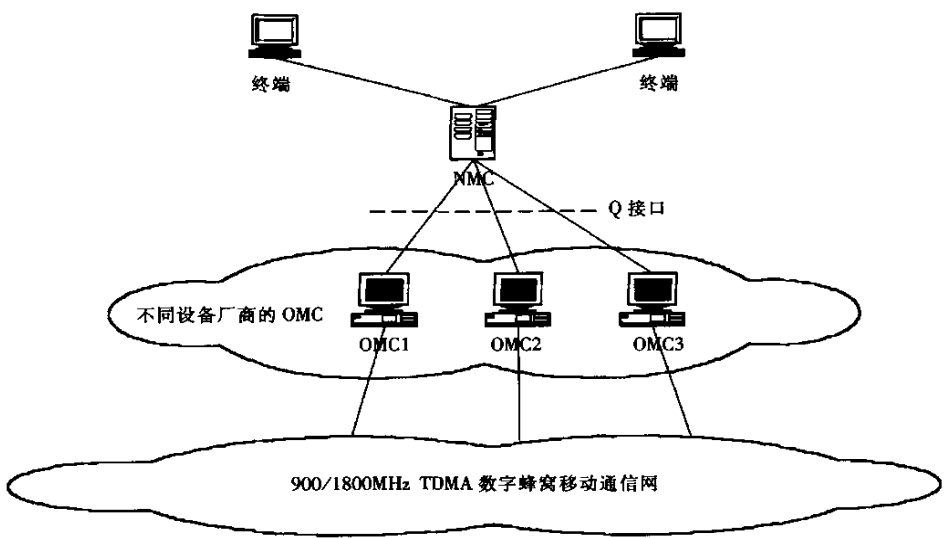 终端
终端
NMC
Q 接口
不同设备厂商的 OMC
OMC1
OMC2
OMC3
900/1800MHz TDMA 数字蜂窝移动通信网